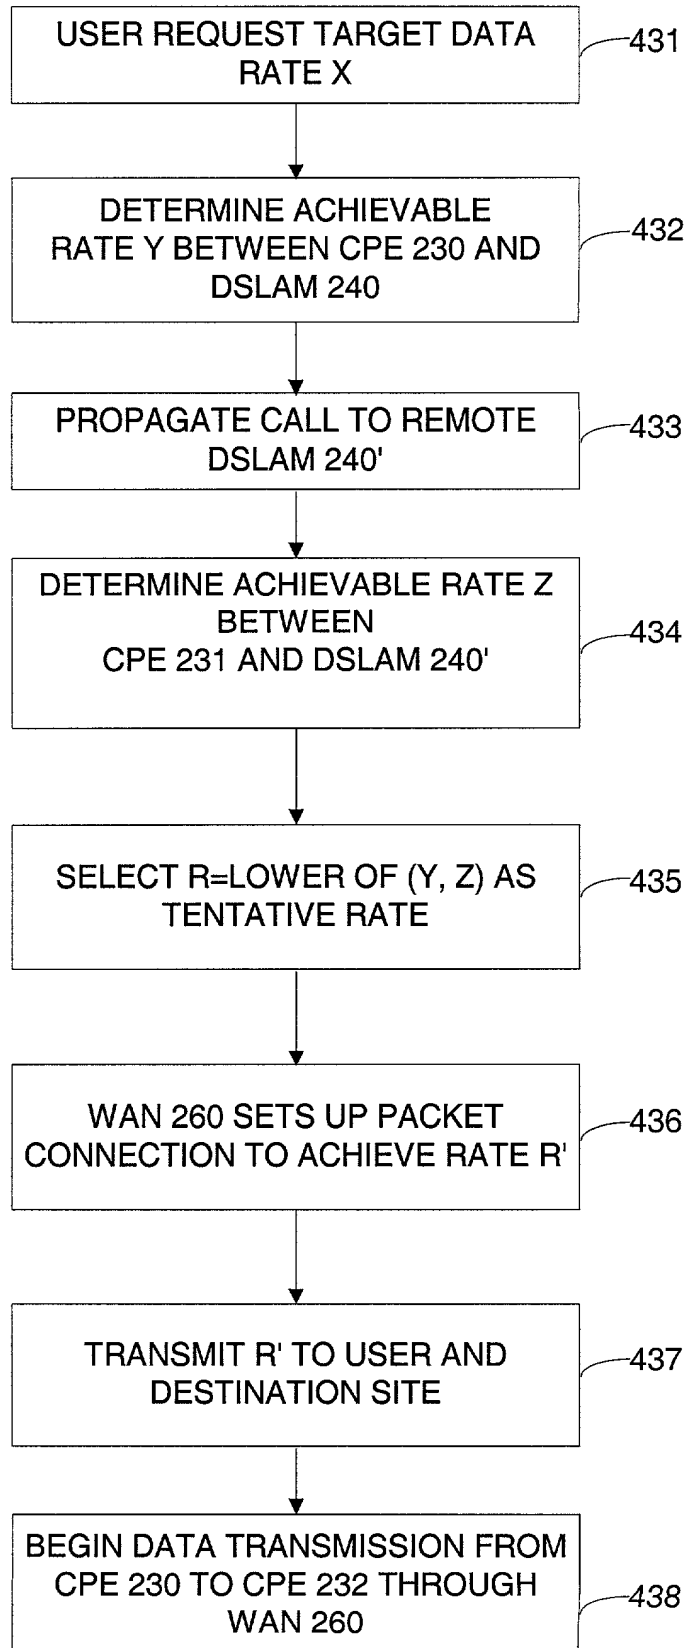 USER REQUEST TARGET DATA
RATE X
431
DETERMINE ACHIEVABLE
RATE Y BETWEEN CPE 230 AND
DSLAM 240
432
PROPAGATE CALL TO REMOTE
DSLAM 240'
433
DETERMINE ACHIEVABLE RATE Z
BETWEEN
CPE 231 AND DSLAM 240'
434
SELECT R=LOWER OF (Y, Z) AS
TENTATIVE RATE
435
WAN 260 SETS UP PACKET
CONNECTION TO ACHIEVE RATE R'
436
TRANSMIT R' TO USER AND
DESTINATION SITE
437
BEGIN DATA TRANSMISSION FROM
CPE 230 TO CPE 232 THROUGH
WAN 260
438